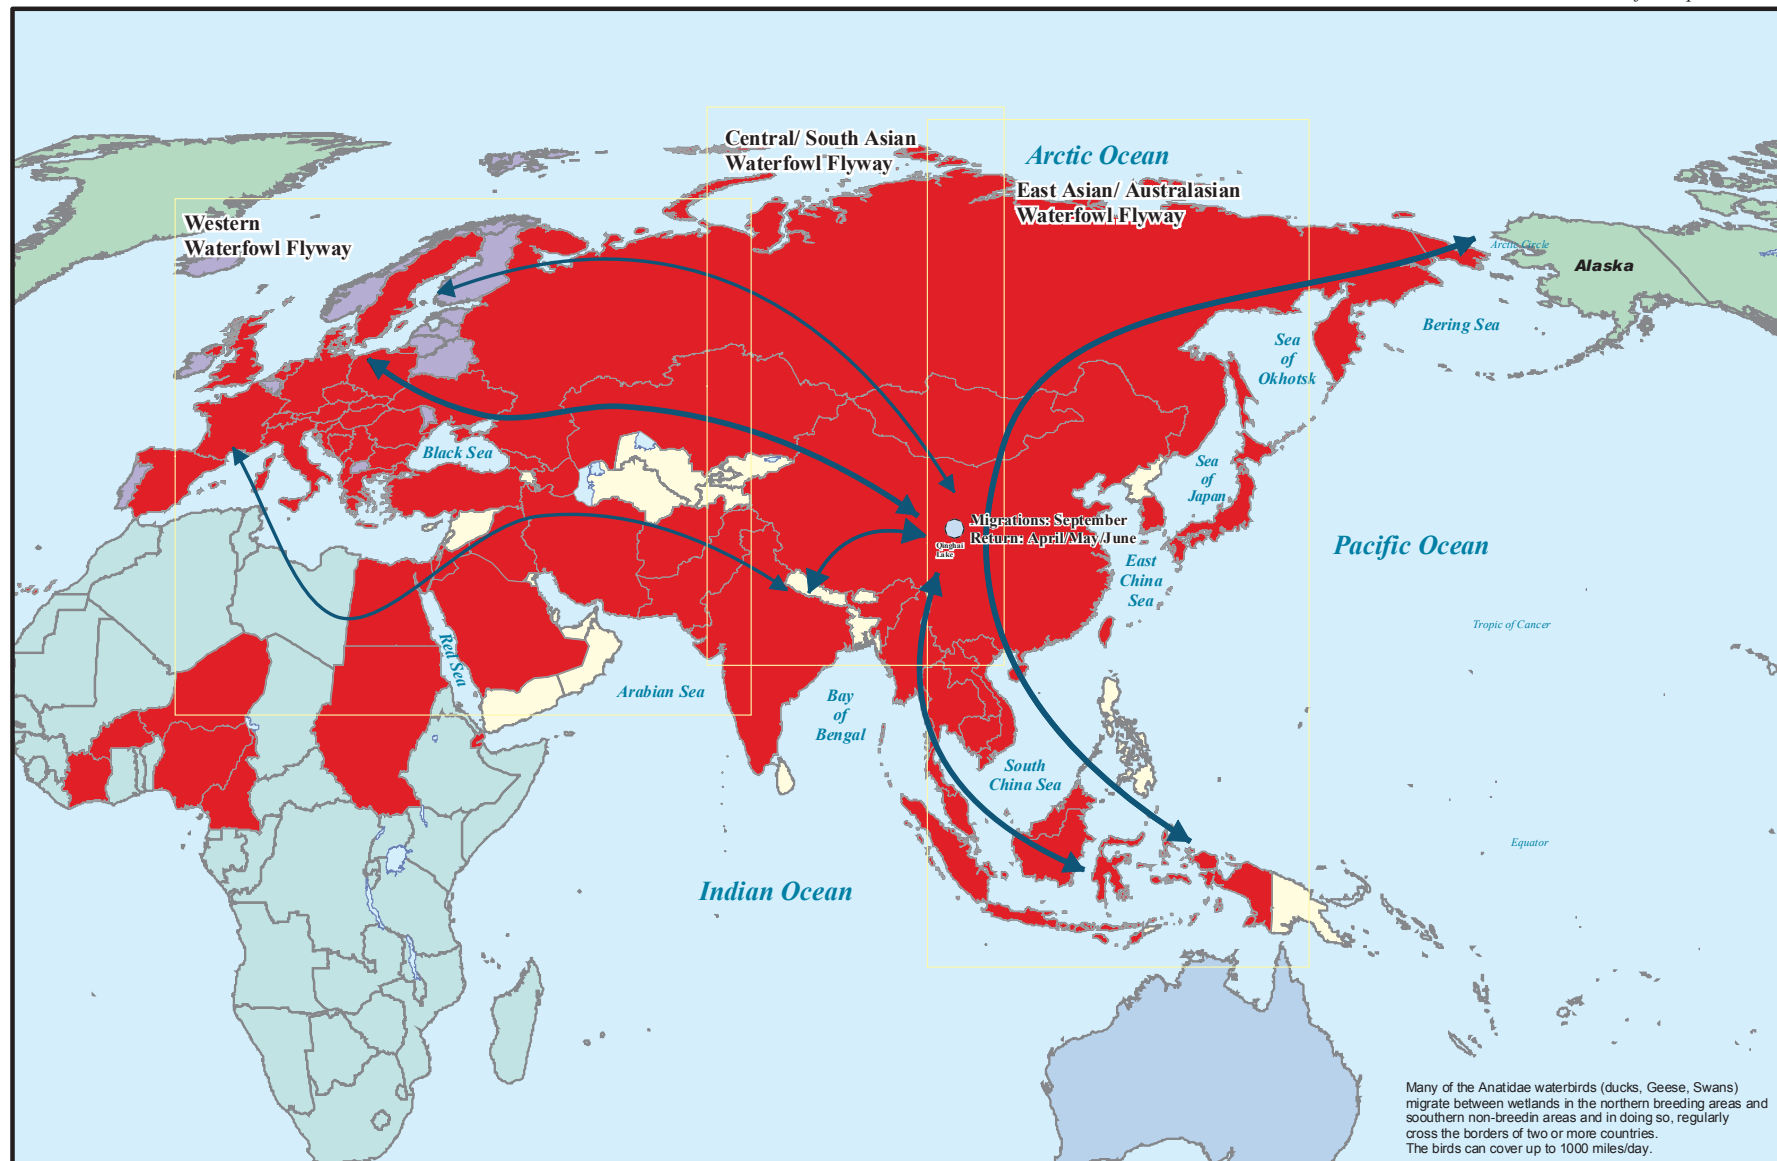 Central/ South Asian
Waterfowl Flyway
Arctic Ocean
East Asian/ Australasian
Waterfowl Flyway
Western
Waterfowl Flyway
Arctic Circle
Alaska
Bering Sea
Sea
of
Okhotsk
Black Sea
Sea
of
Japan
Migrations: September
Return: April/May/June
Qinghai
Lake
Pacific Ocean
East
China
Sea
Tropic of Cancer
Red Sea
Arabian Sea
Bay
of
Bengal
South
China Sea
Equator
Indian Ocean
Many of the Anatidae waterbirds (ducks, Geese, Swans)
migrate between wetlands in the northern breeding areas and
soouthern non-breedin areas and in doing so, regularly
cross the borders of two or more countries.
The birds can cover up to 1000 miles/day.